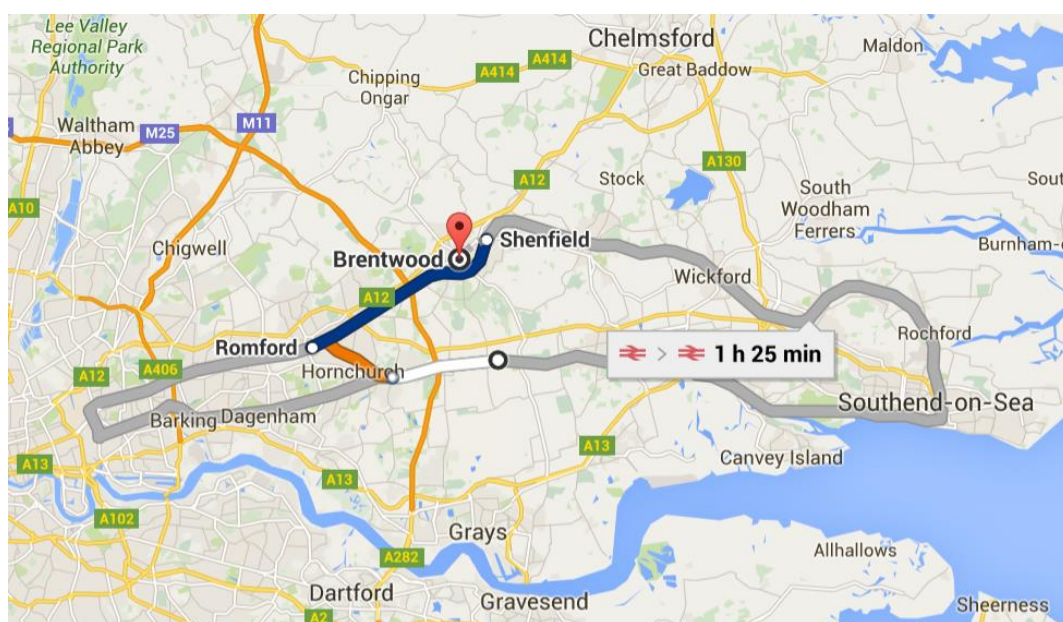 Lee Valley
Regional Park
Authority
Chelmsford
Maldon
A414
A414
Great Baddow
Chipping
Ongar
Waltham
Abbey
M25
M11
A130
A12
Stock
South
Woodham
Ferrers
Sout
A10
Chigwell
Shenfield
Brentwood
Burnham-
Wickford
A12
Romford
Rochford
> 1 h 25 min
A12
A406
Hornchurch
Barking
Dagenham
Southend-on-Sea
A13
A13
A13
Canvey Island
A102
Grays
A282
Allhallows
Dartford
Gravesend
Sheerness
A2